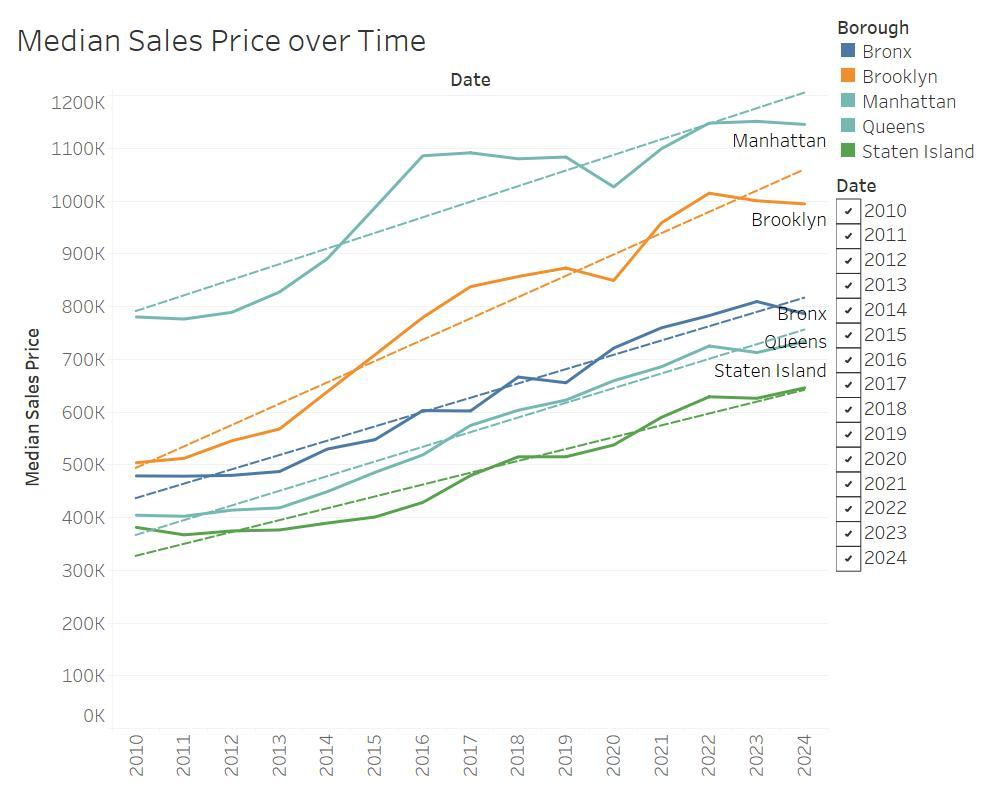 Median Sales Price over Time
Date
Median Sales Price
1200K
1100K
1000K
900K
800K
700K
600K
500K
400K
300K
200K
100K
0K
Manhattan
Brooklyn
Bronx
Queens
Staten Island
2010
2011
2012
2013
2014
2015
2016
2017
2018
2019
2020
2021
2022
2023
2024
Borough
Bronx
Brooklyn
Manhattan
Queens
Staten Island
Date
2010
2011
2012
2013
2014
2015
2016
2017
2018
2019
2020
2021
2022
2023
2024